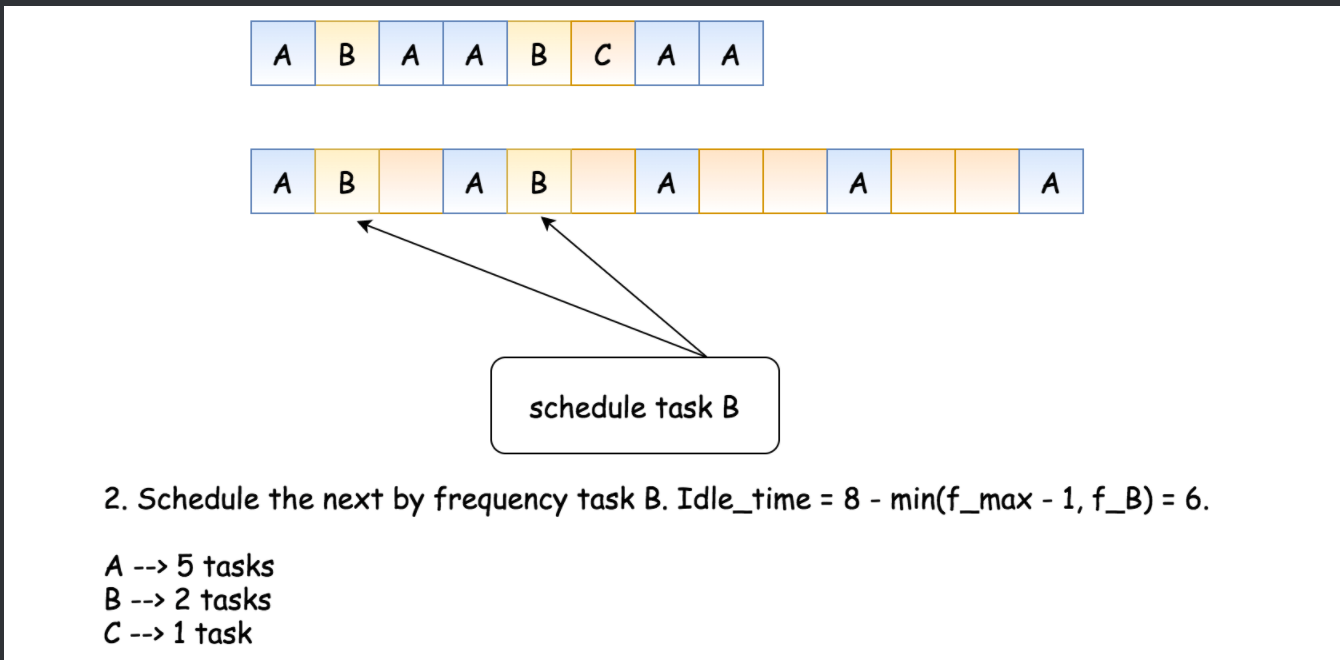 A B A A B C A A
A B A B A A A
schedule task B
2. Schedule the next by frequency task B. Idle_time = 8 - min(f_max - 1, f_B) = 6.
A --> 5 tasks
B --> 2 tasks
C --> 1 task